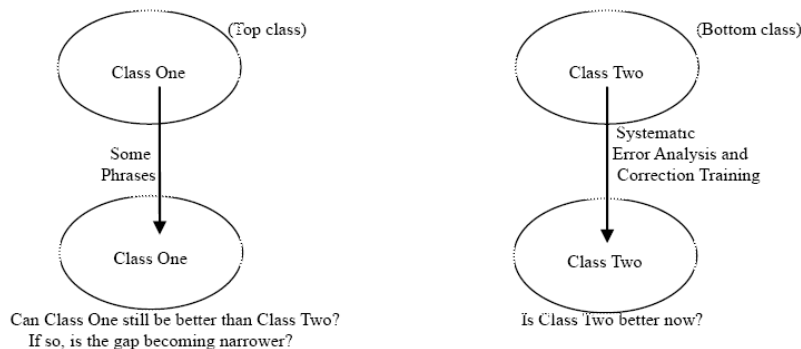 (Top class)
Class One
Some
Phrases
Class One
Can Class One still be better than Class Two?
If so, is the gap becoming narrower?
(Bottom class)
Class Two
Systematic
Error Analysis and
Correction Training
Class Two
Is Class Two better now?